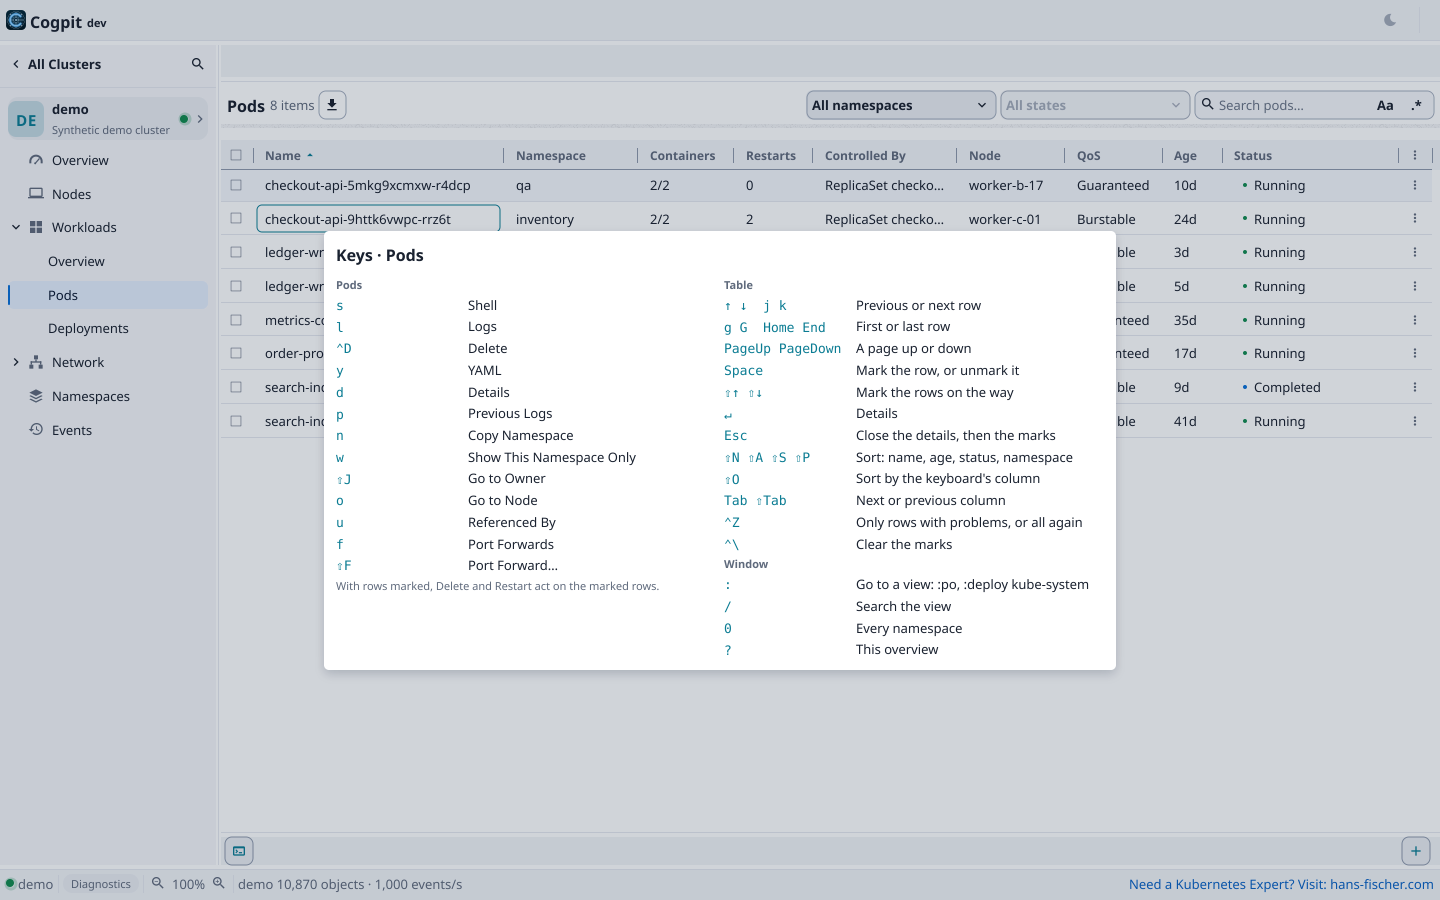 Cogpit dev
All Clusters
DE
demo
Synthetic demo cluster
Overview
Nodes
Workloads
Overview
Pods
Deployments
Network
Namespaces
Events
Pods 8 items
All namespaces
All states
Search pods...
Aa
.*
Name Namespace Containers Restarts Controlled By Node QoS Age Status
checkout-api-5mkg9xcmxw-r4dcp qa 2/2 0 ReplicaSet checko... worker-b-17 Guaranteed 10d Running
checkout-api-9httk6vwpc-rrz6t inventory 2/2 2 ReplicaSet checko... worker-c-01 Burstable 24d Running
ledger-wr ble 3d Running
ledger-wr ble 5d Running
metrics-co nteed 35d Running
order-pro nteed 17d Running
search-ind ble 9d Completed
search-ind ble 41d Running
Keys · Pods
Pods
s Shell
l Logs
^D Delete
y YAML
d Details
p Previous Logs
n Copy Namespace
w Show This Namespace Only
⇧J Go to Owner
o Go to Node
u Referenced By
f Port Forwards
⇧F Port Forward...
With rows marked, Delete and Restart act on the marked rows.
Table
↑ ↓ j k Previous or next row
g G Home End First or last row
PageUp PageDown A page up or down
Space Mark the row, or unmark it
⇧↑ ⇧↓ Mark the rows on the way
↵ Details
Esc Close the details, then the marks
⇧N ⇧A ⇧S ⇧P Sort: name, age, status, namespace
⇧O Sort by the keyboard's column
Tab ⇧Tab Next or previous column
^Z Only rows with problems, or all again
^\ Clear the marks
Window
: Go to a view: :po, :deploy kube-system
/ Search the view
0 Every namespace
? This overview
demo
Diagnostics
100%
demo 10,870 objects · 1,000 events/s
Need a Kubernetes Expert? Visit: hans-fischer.com